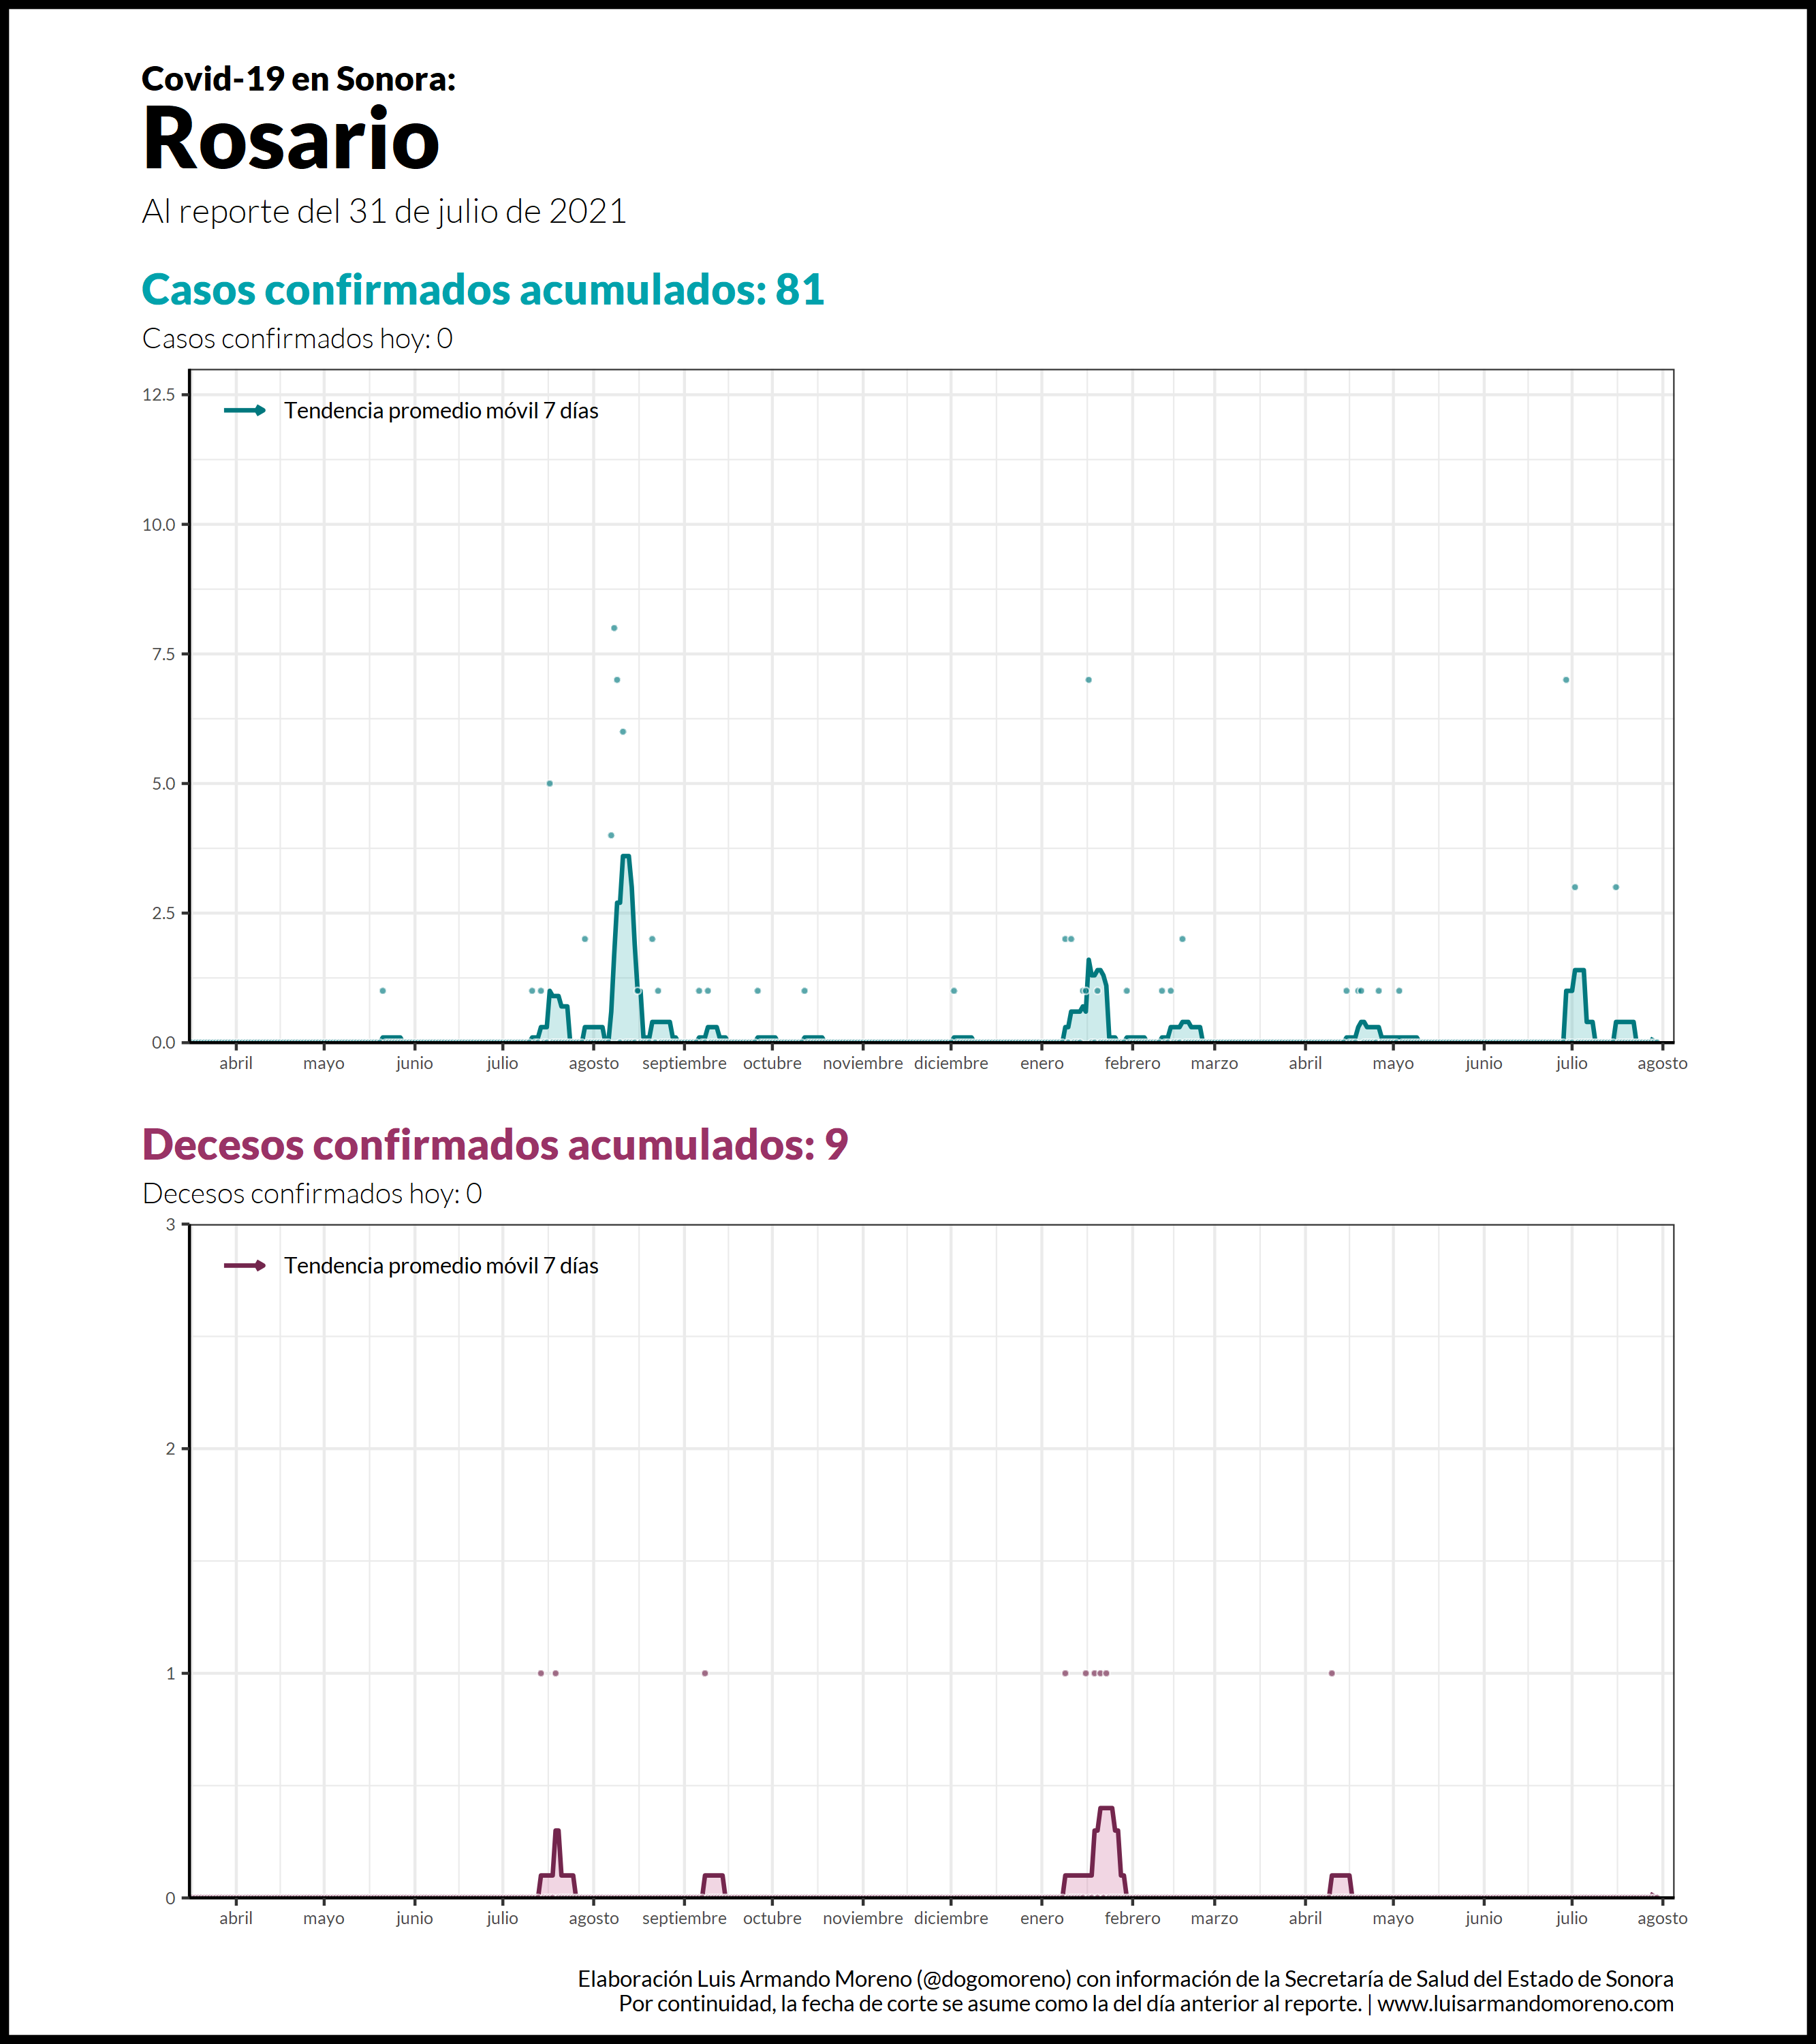 Covid-19 en Sonora:
Rosario
Al reporte del 31 de julio de 2021
Casos confirmados acumulados: 81
Casos confirmados hoy: 0
12.5
Tendencia promedio móvil 7 días
10.0
7.5
5.0
2.5
0.0
abril mayo junio julio agosto septiembre octubre noviembre diciembre enero febrero marzo abril mayo junio julio agosto
Decesos confirmados acumulados: 9
Decesos confirmados hoy: 0
3
Tendencia promedio móvil 7 días
2
1
0
abril mayo junio julio agosto septiembre octubre noviembre diciembre enero febrero marzo abril mayo junio julio agosto
Elaboración Luis Armando Moreno (@dogomoreno) con información de la Secretaría de Salud del Estado de Sonora
Por continuidad, la fecha de corte se asume como la del día anterior al reporte. | www.luisarmandomoreno.com